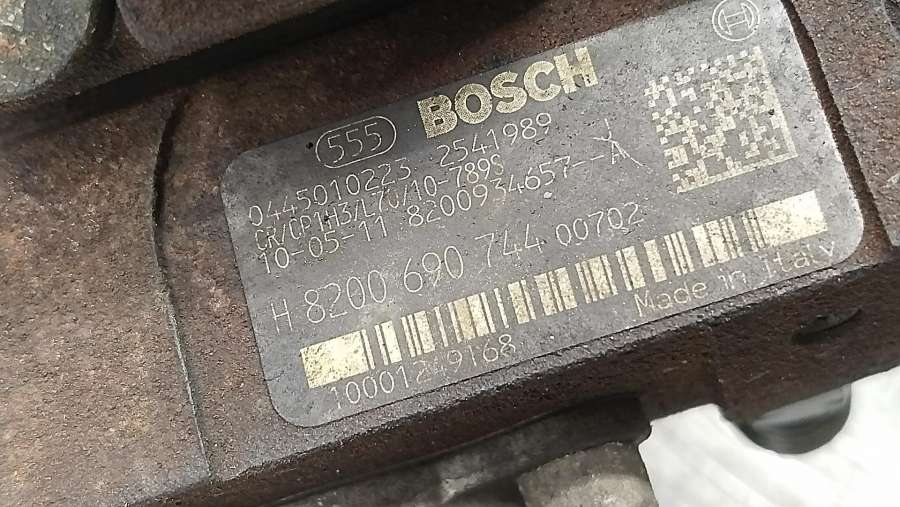 BOSCH
555
0445010223 2541989
CR/CP1H3/L70/10-789S
10-05-11 8200934657--A
H 8200 690 744 00702
Made in Italy
10001249168